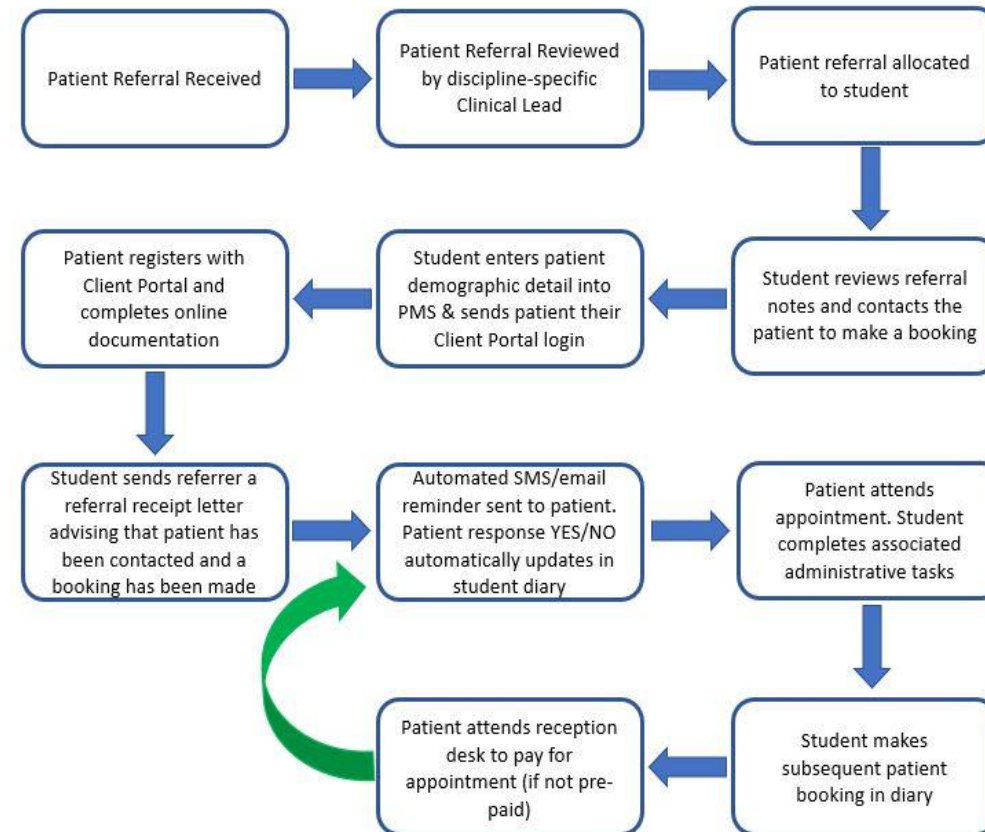 Patient Referral Received
Patient Referral Reviewed
by discipline-specific
Clinical Lead
Patient referral allocated
to student
Student reviews referral
notes and contacts the
patient to make a booking
Student enters patient
demographic detail into
PMS & sends patient their
Client Portal login
Patient registers with
Client Portal and
completes online
documentation
Student sends referrer a
referral receipt letter
advising that patient has
been contacted and a
booking has been made
Automated SMS/email
reminder sent to patient.
Patient response YES/NO
automatically updates in
student diary
Patient attends
appointment. Student
completes associated
administrative tasks
Student makes
subsequent patient
booking in diary
Patient attends reception
desk to pay for
appointment (if not pre-
paid)